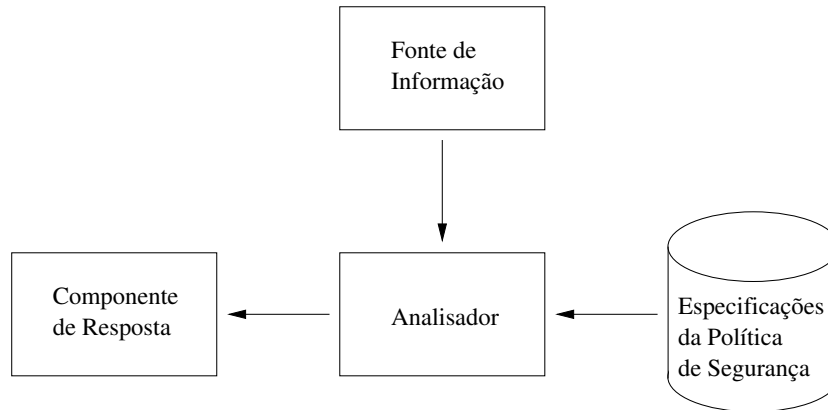 Fonte de
Informação
Componente
de Resposta
Analisador
Especificações
da Política
de Segurança